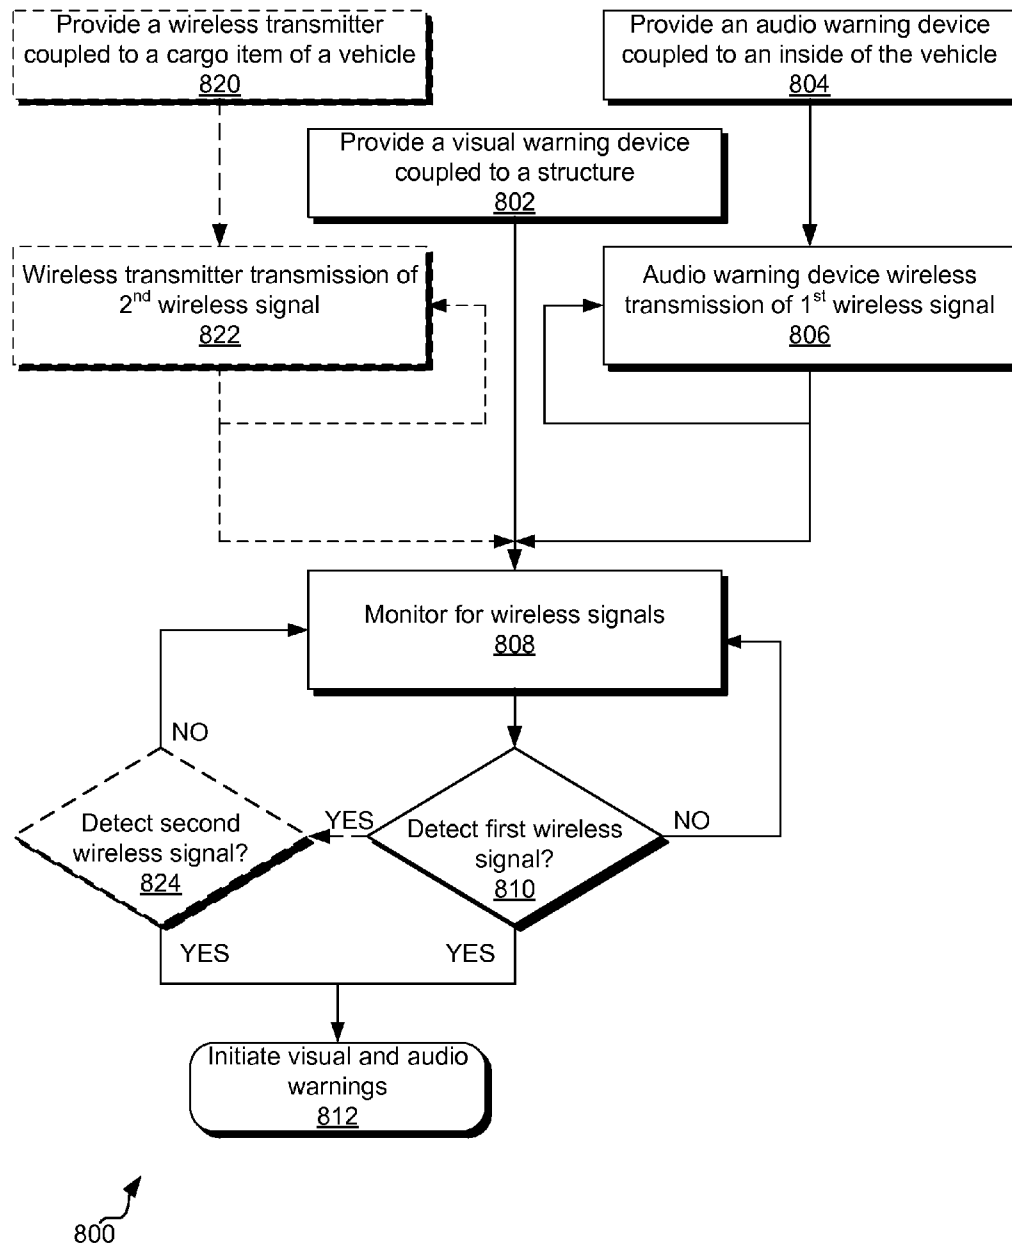 Provide a wireless transmitter
coupled to a cargo item of a vehicle
820
Provide an audio warning device
coupled to an inside of the vehicle
804
Provide a visual warning device
coupled to a structure
802
Wireless transmitter transmission of
2nd wireless signal
822
Audio warning device wireless
transmission of 1st wireless signal
806
Monitor for wireless signals
808
NO
Detect second
wireless signal?
824
YES
Detect first wireless
signal?
810
NO
YES
YES
Initiate visual and audio
warnings
812
800